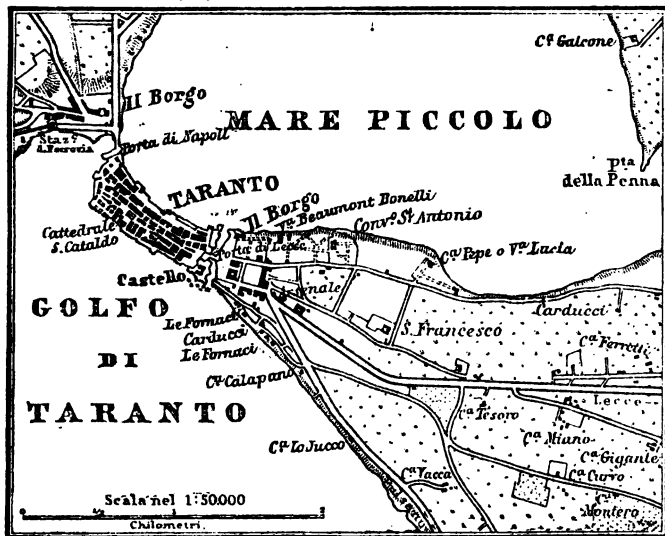 Cª Galcone
Il Borgo
MARE PICCOLO
Stazᵉ
d. Ferrovia
Porta di Napoli
Pta
della Penna
TARANTO
Il Borgo
Vª Beaumont Bonelli
Convº. St Antonio
Cattedrale
S. Cataldo
Porta di Lecce
Cª Pepe o Vª Lucia
Castello
Arsenale
GOLFO
DI
TARANTO
Le Fornaci
Carducci
Le Fornaci
S. Francesco
Carducci
Cª Ferretti
Cª Calapano
Lecce
Cª Tesoro
Cª Lo Jucco
Cª Miano
Cª Gigante
Cª Vacca
Cª Curvo
Montero
Scala nel 1:50.000
Chilometri.